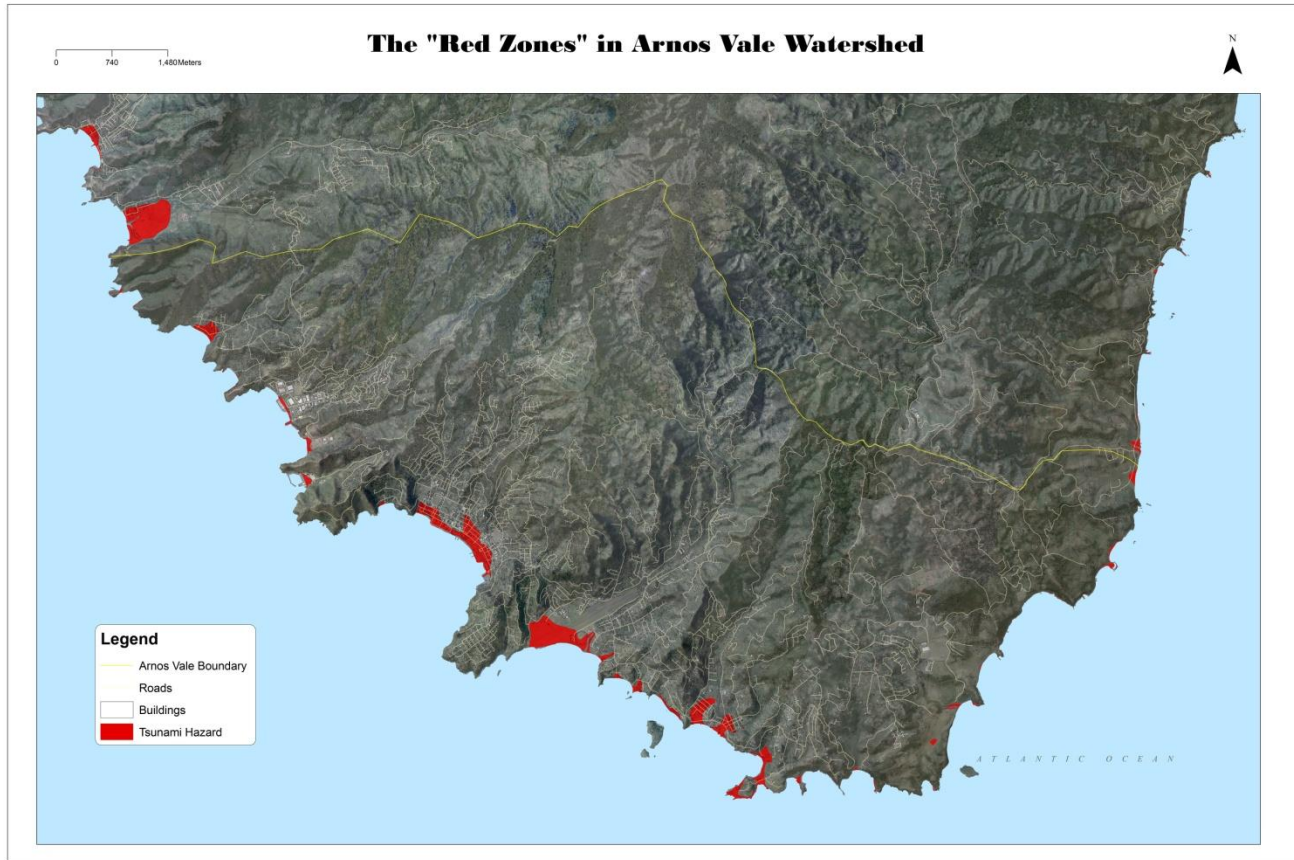 The "Red Zones" in Arnos Vale Watershed
N
0 740 1,480 Meters
Legend
Arnos Vale Boundary
Roads
Buildings
Tsunami Hazard
ATLANTIC OCEAN